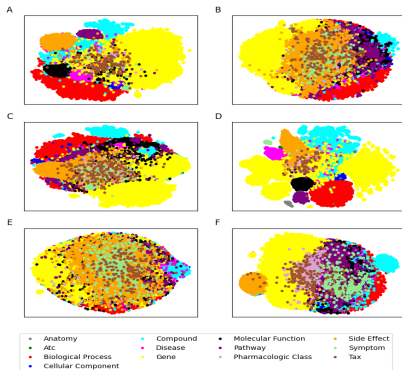 A B
C D
E F
Anatomy Compound Molecular Function Side Effect
Atc Disease Pathway Symptom
Biological Process Gene Pharmacologic Class Tax
Cellular Component